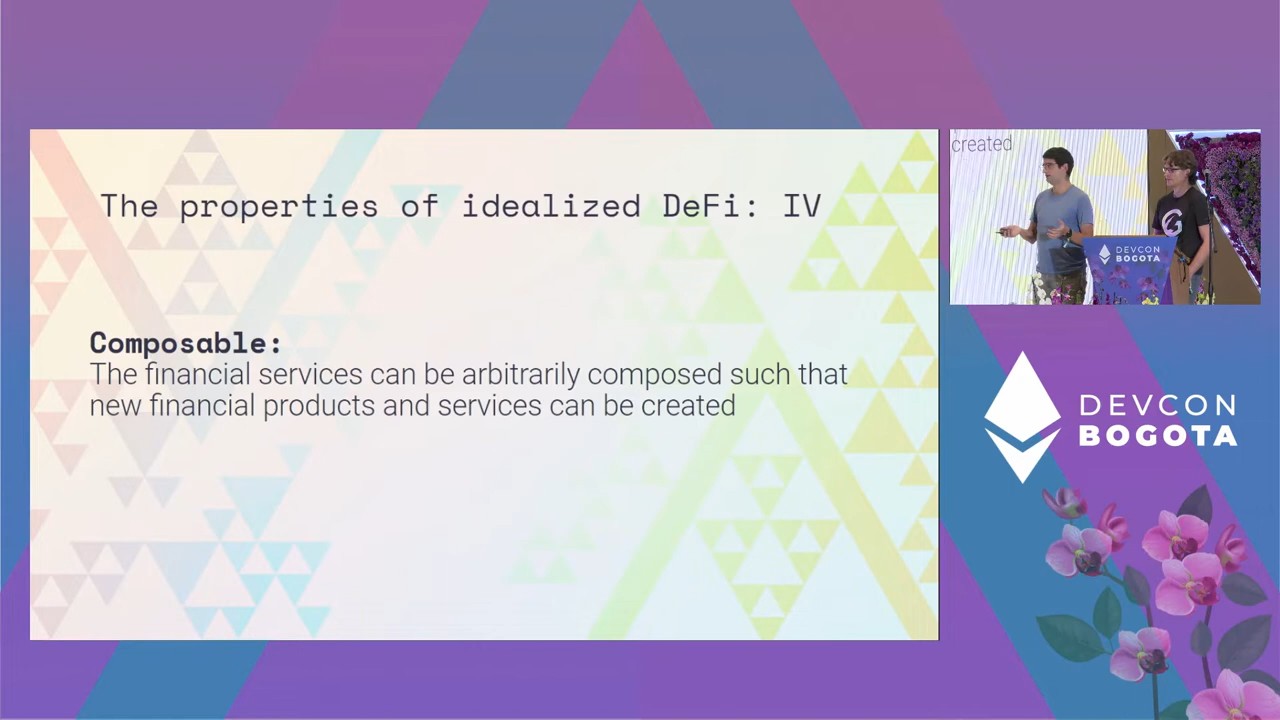 The properties of idealized DeFi: IV
Composable:
The financial services can be arbitrarily composed such that
new financial products and services can be created
created
DEVCON
BOGOTA
DEVCON
BOGOTA